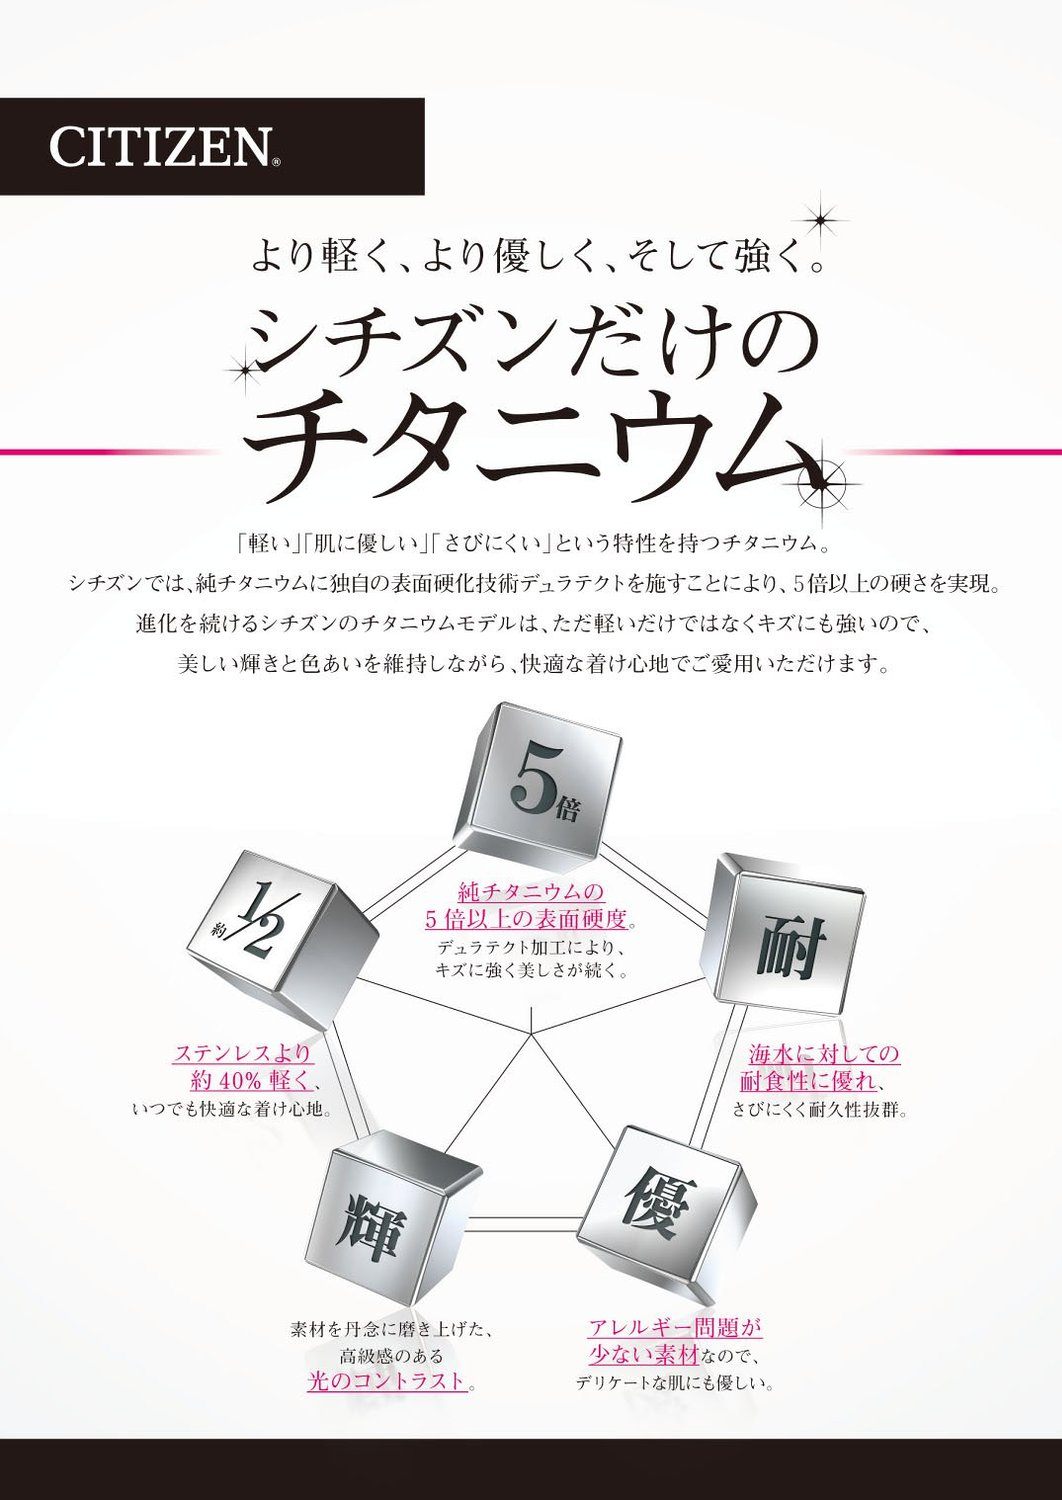 CITIZEN®
より軽く、より優しく、そして強く。
シチズンだけの
チタニウム
「軽い」「肌に優しい」「さびにくい」という特性を持つチタニウム。
シチズンでは、純チタニウムに独自の表面硬化技術デュラテクトを施すことにより、5倍以上の硬さを実現。
進化を続けるシチズンのチタニウムモデルは、ただ軽いだけではなくキズにも強いので、
美しい輝きと色あいを維持しながら、快適な着け心地でご愛用いただけます。
5倍
純チタニウムの
5倍以上の表面硬度。
デュラテクト加工により、
キズに強く美しさが続く。
約1/2
ステンレスより
約40%軽く、
いつでも快適な着け心地。
耐
海水に対しての
耐食性に優れ、
さびにくく耐久性抜群。
輝
素材を丹念に磨き上げた、
高級感のある
光のコントラスト。
優
アレルギー問題が
少ない素材なので、
デリケートな肌にも優しい。